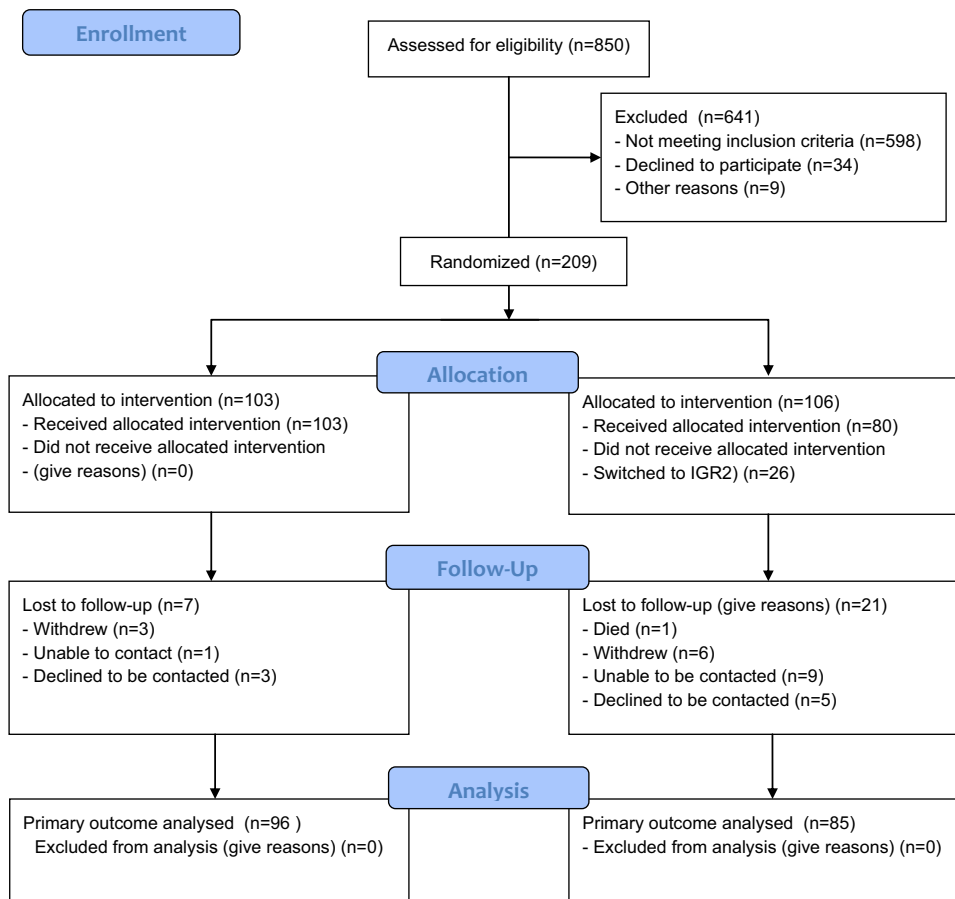 Enrollment
Assessed for eligibility (n=850)
Excluded (n=641)
- Not meeting inclusion criteria (n=598)
- Declined to participate (n=34)
- Other reasons (n=9)
Randomized (n=209)
Allocation
Allocated to intervention (n=103)
- Received allocated intervention (n=103)
- Did not receive allocated intervention
- (give reasons) (n=0)
Allocated to intervention (n=106)
- Received allocated intervention (n=80)
- Did not receive allocated intervention
- Switched to IGR2) (n=26)
Follow-Up
Lost to follow-up (n=7)
- Withdrew (n=3)
- Unable to contact (n=1)
- Declined to be contacted (n=3)
Lost to follow-up (give reasons) (n=21)
- Died (n=1)
- Withdrew (n=6)
- Unable to be contacted (n=9)
- Declined to be contacted (n=5)
Analysis
Primary outcome analysed (n=96 )
Excluded from analysis (give reasons) (n=0)
Primary outcome analysed (n=85)
- Excluded from analysis (give reasons) (n=0)